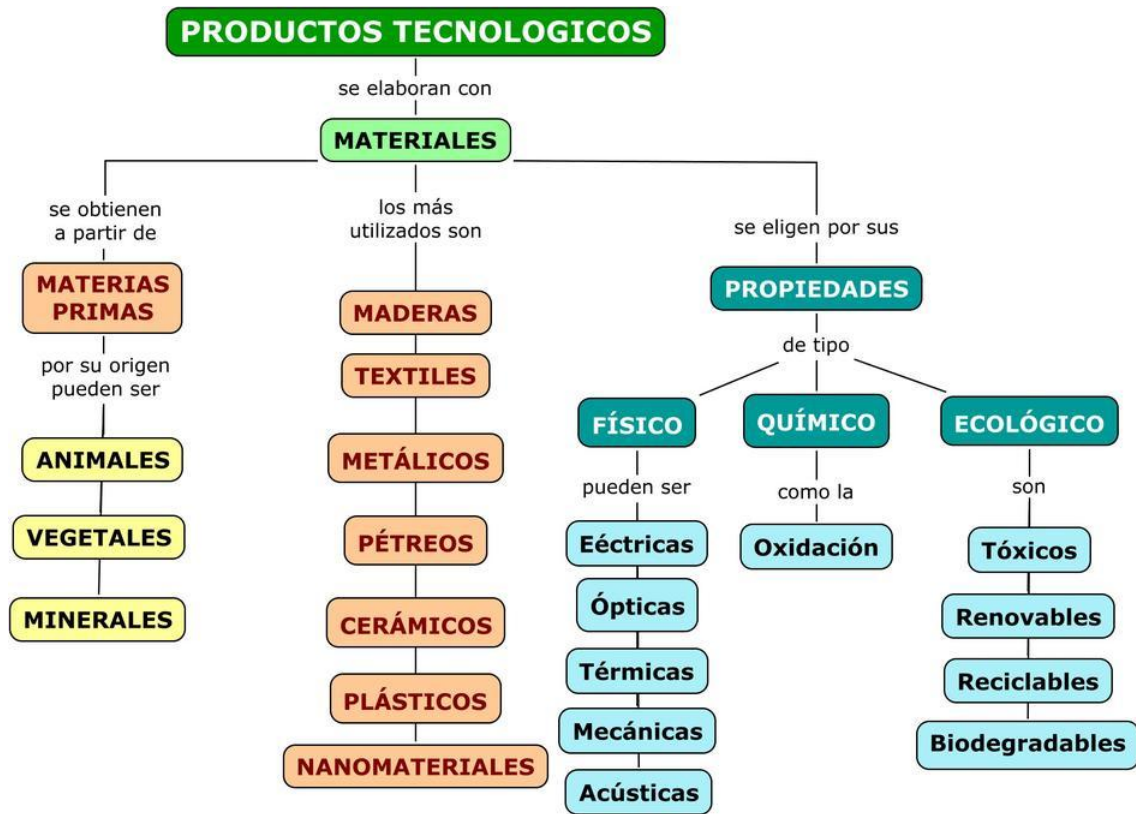 PRODUCTOS TECNOLOGICOS
se elaboran con
MATERIALES
se obtienen
a partir de
MATERIAS
PRIMAS
por su origen
pueden ser
ANIMALES
VEGETALES
MINERALES
los más
utilizados son
MADERAS
TEXTILES
METÁLICOS
PÉTREOS
CERÁMICOS
PLÁSTICOS
NANOMATERIALES
se eligen por sus
PROPIEDADES
de tipo
FÍSICO
pueden ser
Eéctricas
Ópticas
Térmicas
Mecánicas
Acústicas
QUÍMICO
como la
Oxidación
ECOLÓGICO
son
Tóxicos
Renovables
Reciclables
Biodegradables